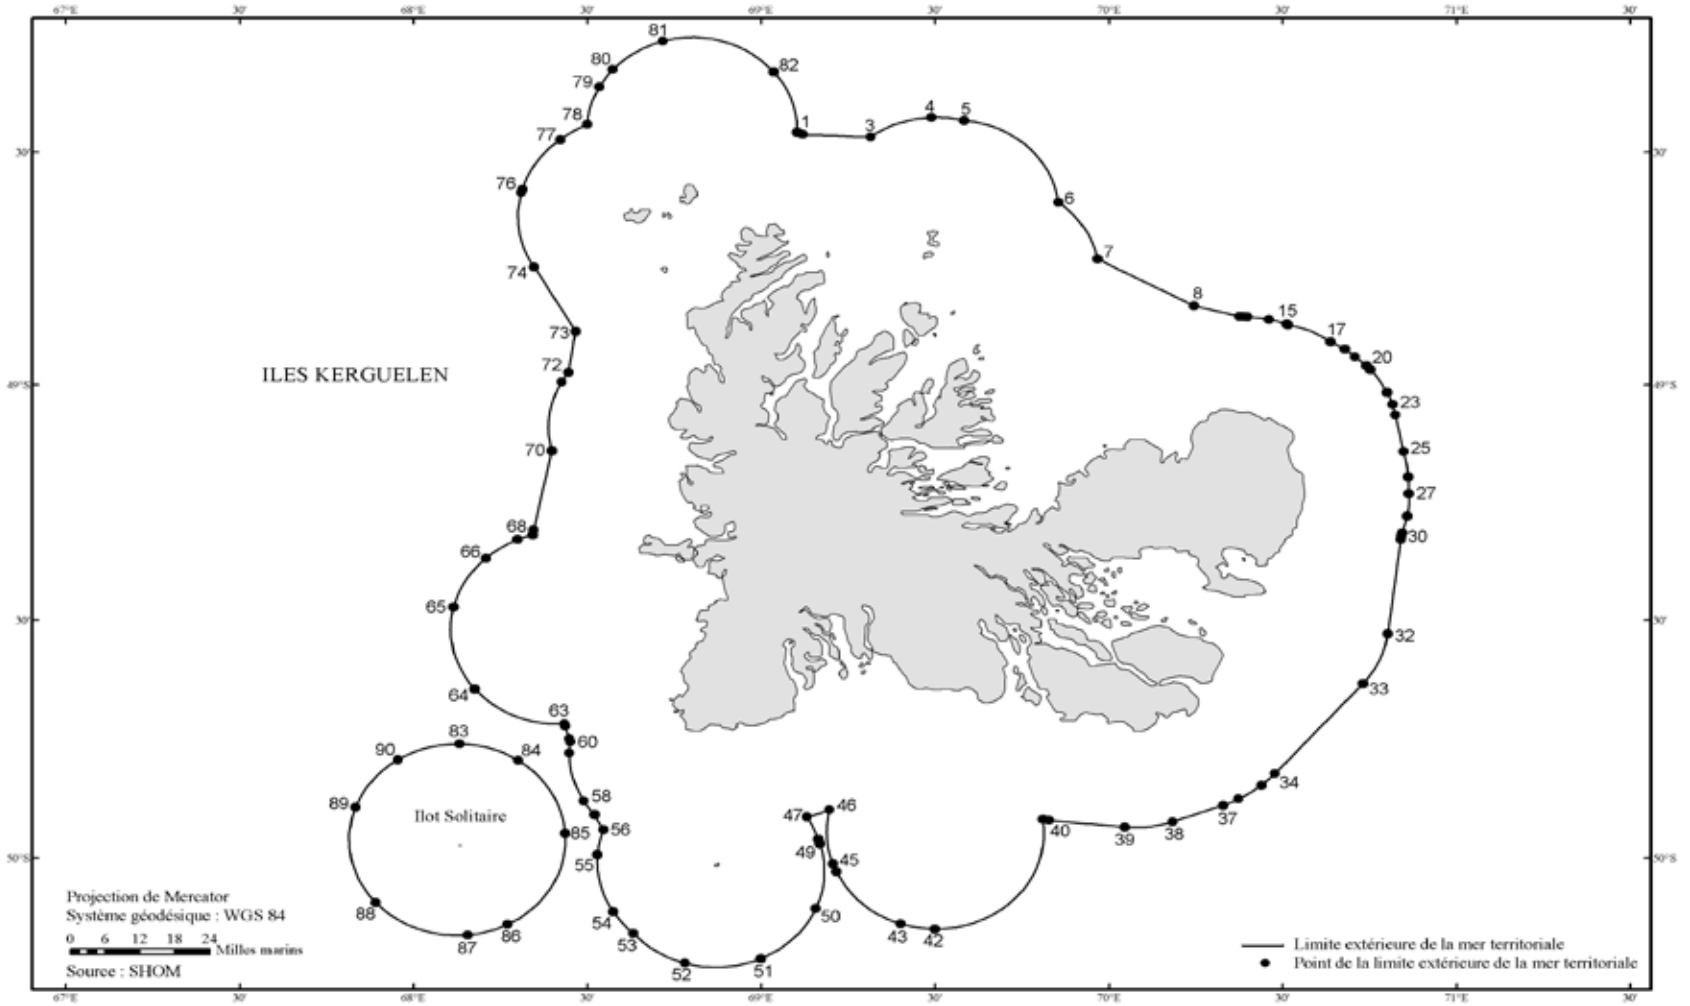 67°E 30' 68°E 30' 69°E 30' 70°E 30' 71°E 30'
81
80 82
79
78 4 5
77 1 3
30' 30'
76 6
74 7
8
73 15 17
72 20
ILES KERGUELEN
49°S 49°S
23
70 25
27
68 30
66
65
30' 30'
32
64 33
63
83 60
90 84
34
89 58 47 46
Ilot Solitaire 37
56 40
85 39 38
49 45
55
50°S 50°S
Projection de Mercator
Système géodésique : WGS 84
88 54 50
0 6 12 18 24
86 53 43 42
87
Milles marins
Limite extérieure de la mer territoriale
52 51
Point de la limite extérieure de la mer territoriale
Source : SHOM
67°E 30' 68°E 30' 69°E 30' 70°E 30' 71°E 30'